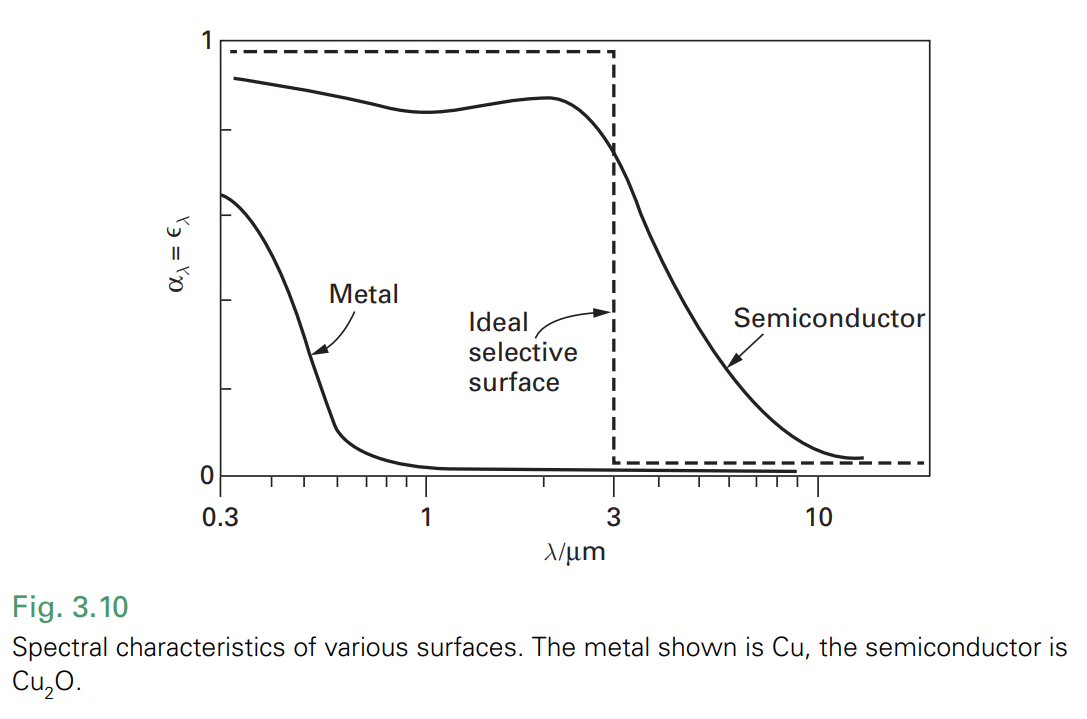 1
α_λ = ϵ_λ
Metal
Ideal
selective
surface
Semiconductor
0
0.3
1
3
10
λ/μm
Fig. 3.10
Spectral characteristics of various surfaces. The metal shown is Cu, the semiconductor is
Cu₂O.